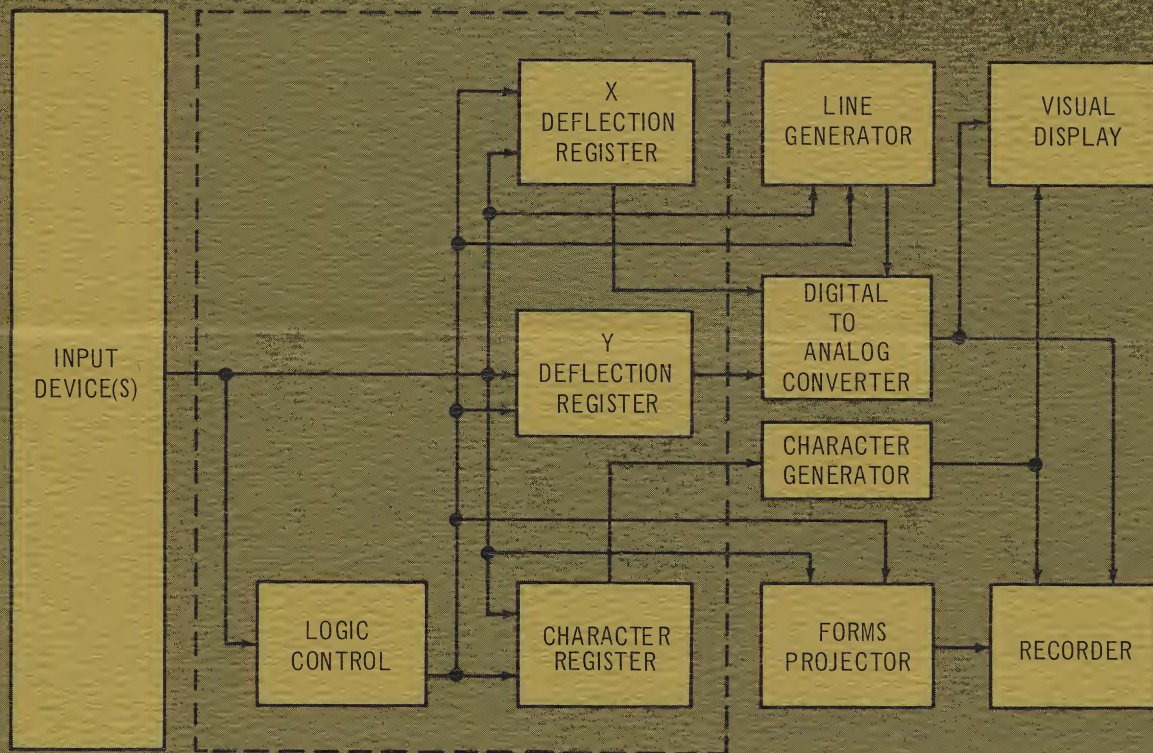 INPUT
DEVICE(S)
X
DEFLECTION
REGISTER
LINE
GENERATOR
VISUAL
DISPLAY
Y
DEFLECTION
REGISTER
DIGITAL
TO
ANALOG
CONVERTER
CHARACTER
GENERATOR
LOGIC
CONTROL
CHARACTER
REGISTER
FORMS
PROJECTOR
RECORDER